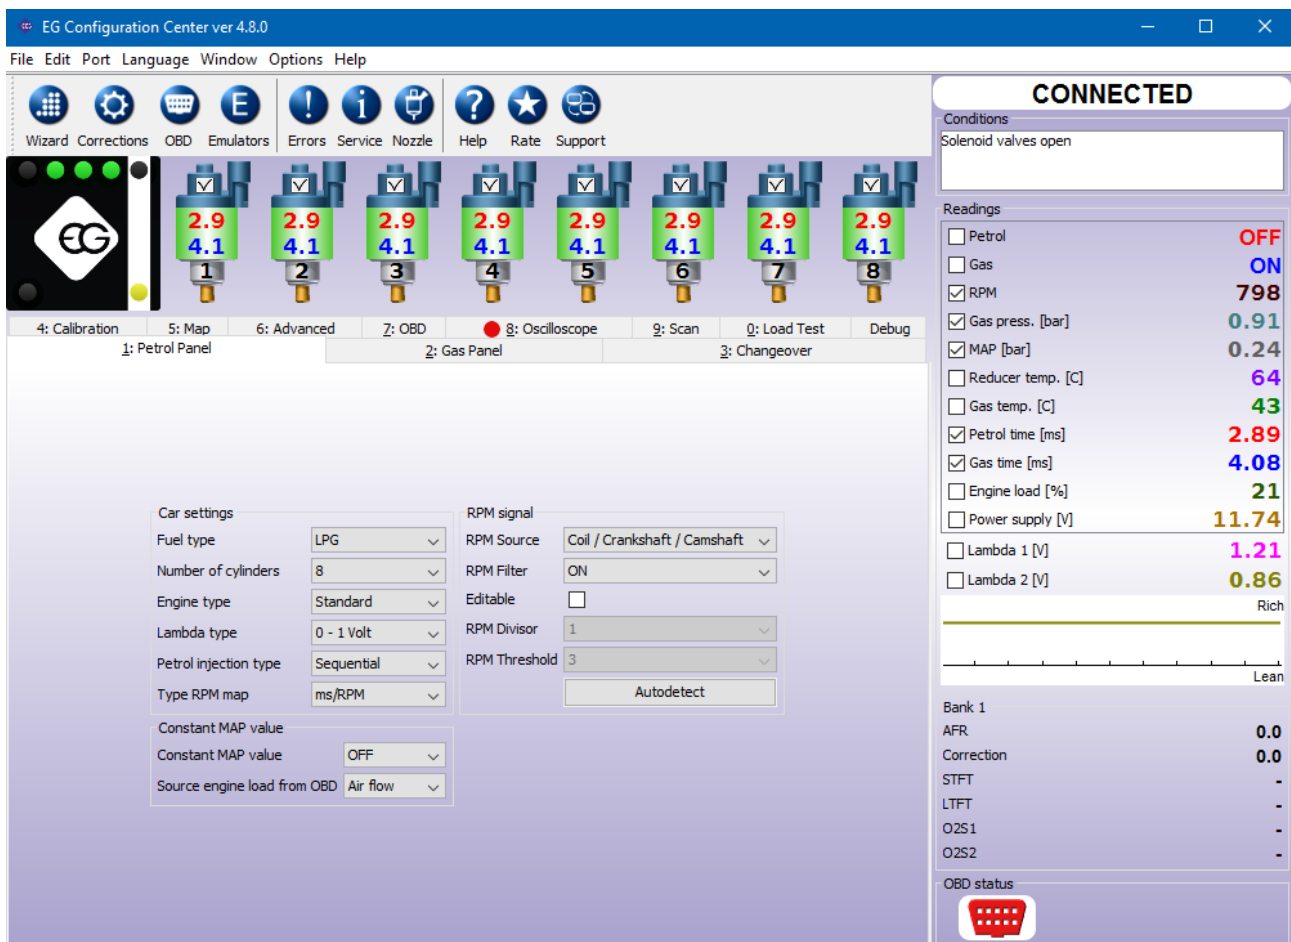 EG Configuration Center ver 4.8.0
File Edit Port Language Window Options Help
Wizard Corrections OBD Emulators Errors Service Nozzle Help Rate Support
E
EG
2.9 2.9 2.9 2.9 2.9 2.9 2.9 2.9
4.1 4.1 4.1 4.1 4.1 4.1 4.1 4.1
1 2 3 4 5 6 7 8
4: Calibration 5: Map 6: Advanced 7: OBD 8: Oscilloscope 9: Scan 0: Load Test Debug
1: Petrol Panel 2: Gas Panel 3: Changeover
Car settings
Fuel type LPG
Number of cylinders 8
Engine type Standard
Lambda type 0 - 1 Volt
Petrol injection type Sequential
Type RPM map ms/RPM
Constant MAP value
Constant MAP value OFF
Source engine load from OBD Air flow
RPM signal
RPM Source Coil / Crankshaft / Camshaft
RPM Filter ON
Editable
RPM Divisor 1
RPM Threshold 3
Autodetect
CONNECTED
Conditions
Solenoid valves open
Readings
Petrol OFF
Gas ON
RPM 798
Gas press. [bar] 0.91
MAP [bar] 0.24
Reducer temp. [C] 64
Gas temp. [C] 43
Petrol time [ms] 2.89
Gas time [ms] 4.08
Engine load [%] 21
Power supply [V] 11.74
Lambda 1 [V] 1.21
Lambda 2 [V] 0.86
Rich
Lean
Bank 1
AFR 0.0
Correction 0.0
STFT -
LTFT -
O2S1 -
O2S2 -
OBD status